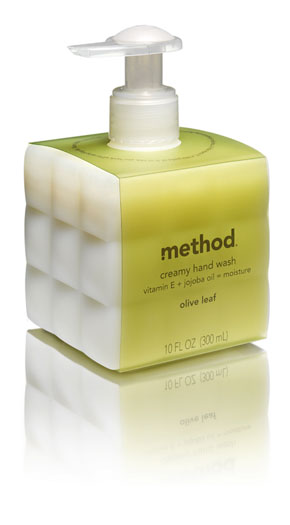 method.
creamy hand wash
vitamin E + jojoba oil = moisture
olive leaf
10 FL OZ (300 mL)